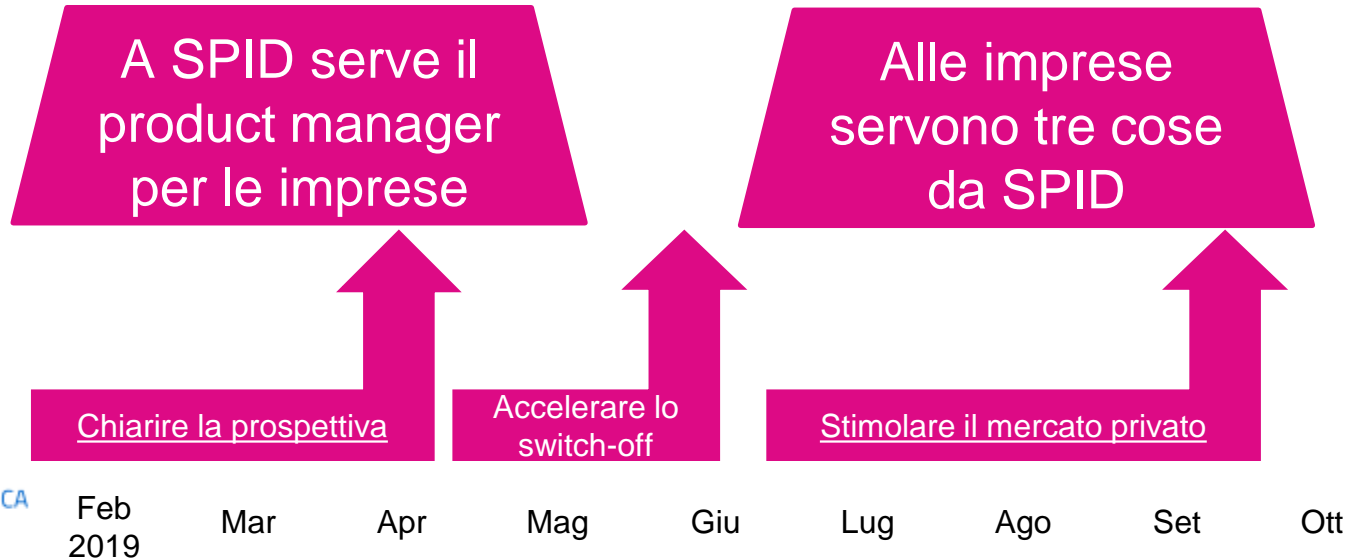 A SPID serve il
product manager
per le imprese
Alle imprese
servono tre cose
da SPID
Chiarire la prospettiva
Accelerare lo
switch-off
Stimolare il mercato privato
CA
Feb
2019
Mar
Apr
Mag
Giu
Lug
Ago
Set
Ott